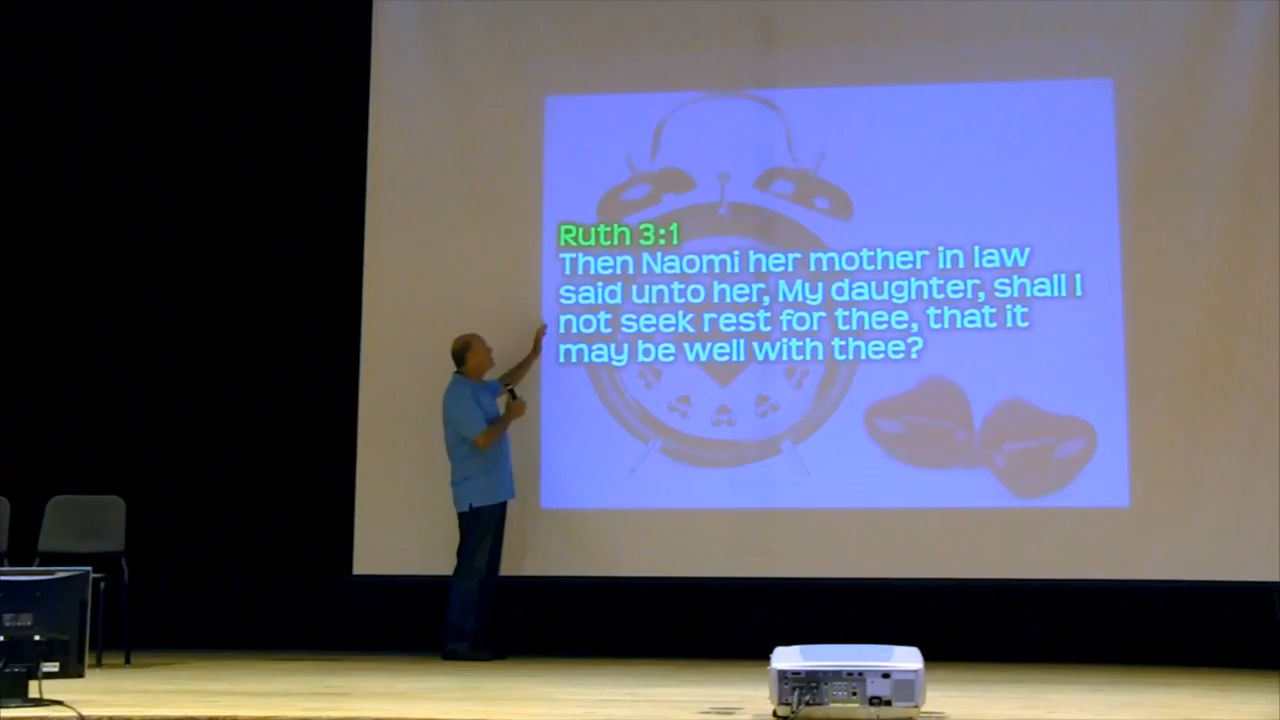 Ruth 3:1
Then Naomi her mother in law
said unto her, My daughter, shall I
not seek rest for thee, that it
may be well with thee?